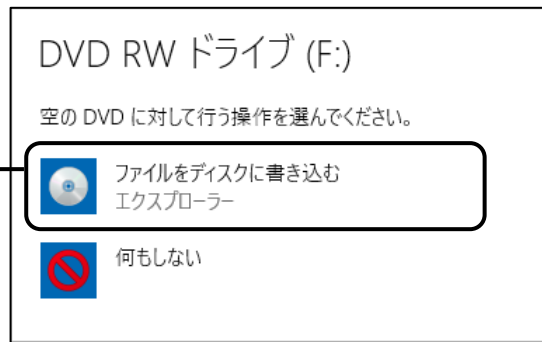 DVD RW ドライブ (F:)
空の DVD に対して行う操作を選んでください。
ファイルをディスクに書き込む
エクスプローラー
何もしない